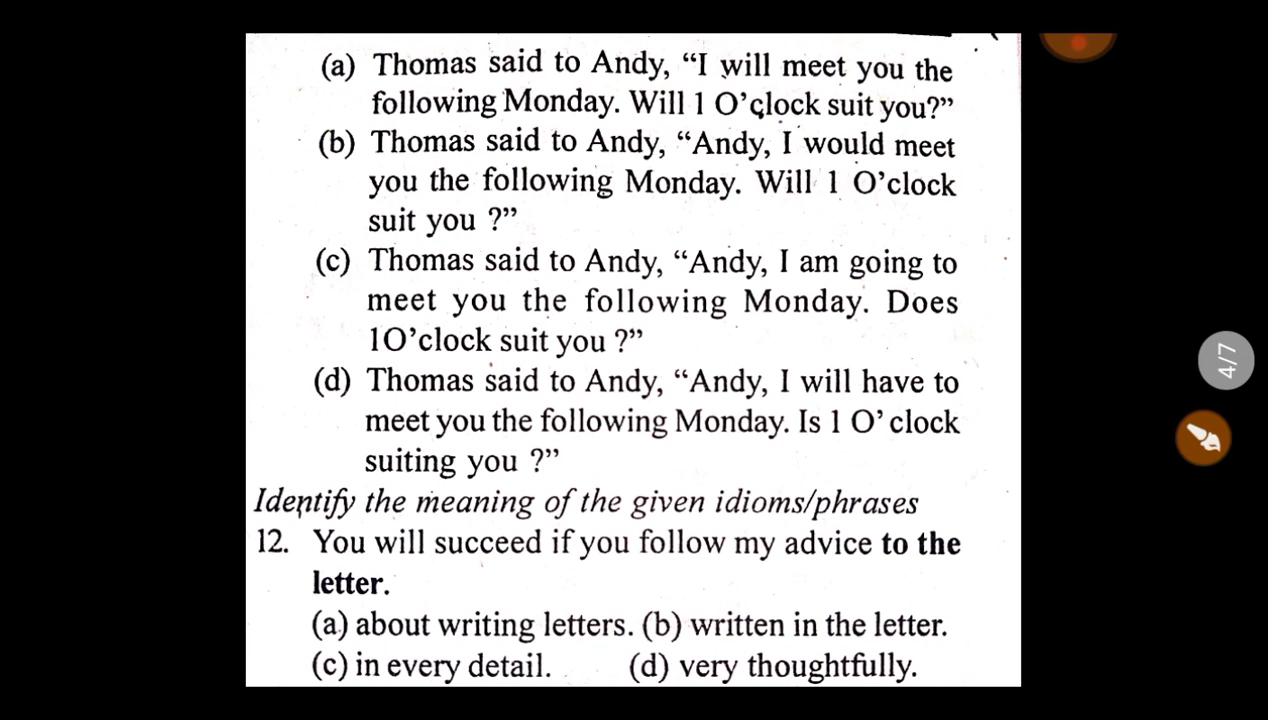 (a) Thomas said to Andy, “I will meet you the
following Monday. Will 1 O’clock suit you?”
(b) Thomas said to Andy, “Andy, I would meet
you the following Monday. Will 1 O’clock
suit you ?”
(c) Thomas said to Andy, “Andy, I am going to
meet you the following Monday. Does
1O’clock suit you ?”
(d) Thomas said to Andy, “Andy, I will have to
meet you the following Monday. Is 1 O’ clock
suiting you ?”
Identify the meaning of the given idioms/phrases
12. You will succeed if you follow my advice to the
letter.
(a) about writing letters. (b) written in the letter.
(c) in every detail. (d) very thoughtfully.
4/7